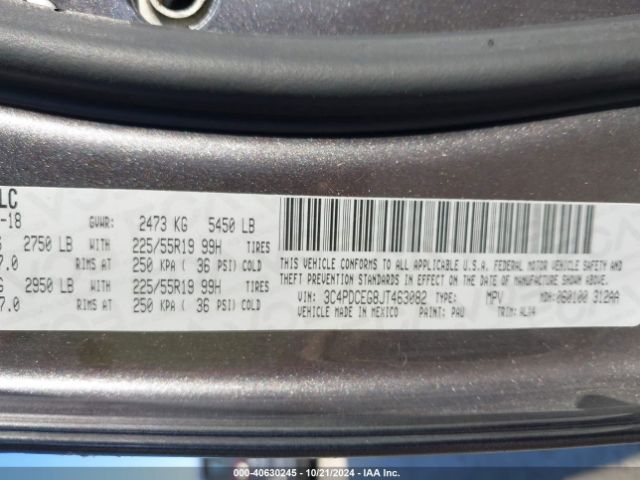 LC
-18 GVWR: 2473 KG 5450 LB
G 2750 LB WITH 225/55R19 99H TIRES
7.0 RIMS AT 250 KPA ( 36 PSI) COLD
G 2950 LB WITH 225/55R19 99H TIRES
7.0 RIMS AT 250 KPA ( 36 PSI) COLD
THIS VEHICLE CONFORMS TO ALL APPLICABLE U.S.A. FEDERAL MOTOR VEHICLE SAFETY AND
THEFT PREVENTION STANDARDS IN EFFECT ON THE DATE OF MANUFACTURE SHOWN ABOVE.
VIN: 3C4PDCEG8JT463082 TYPE: MPV MDH: 060100 312AA
VEHICLE MADE IN MEXICO PAINT: PAU TRIM: ALX4
000-40630245 - 10/21/2024 - IAA Inc.